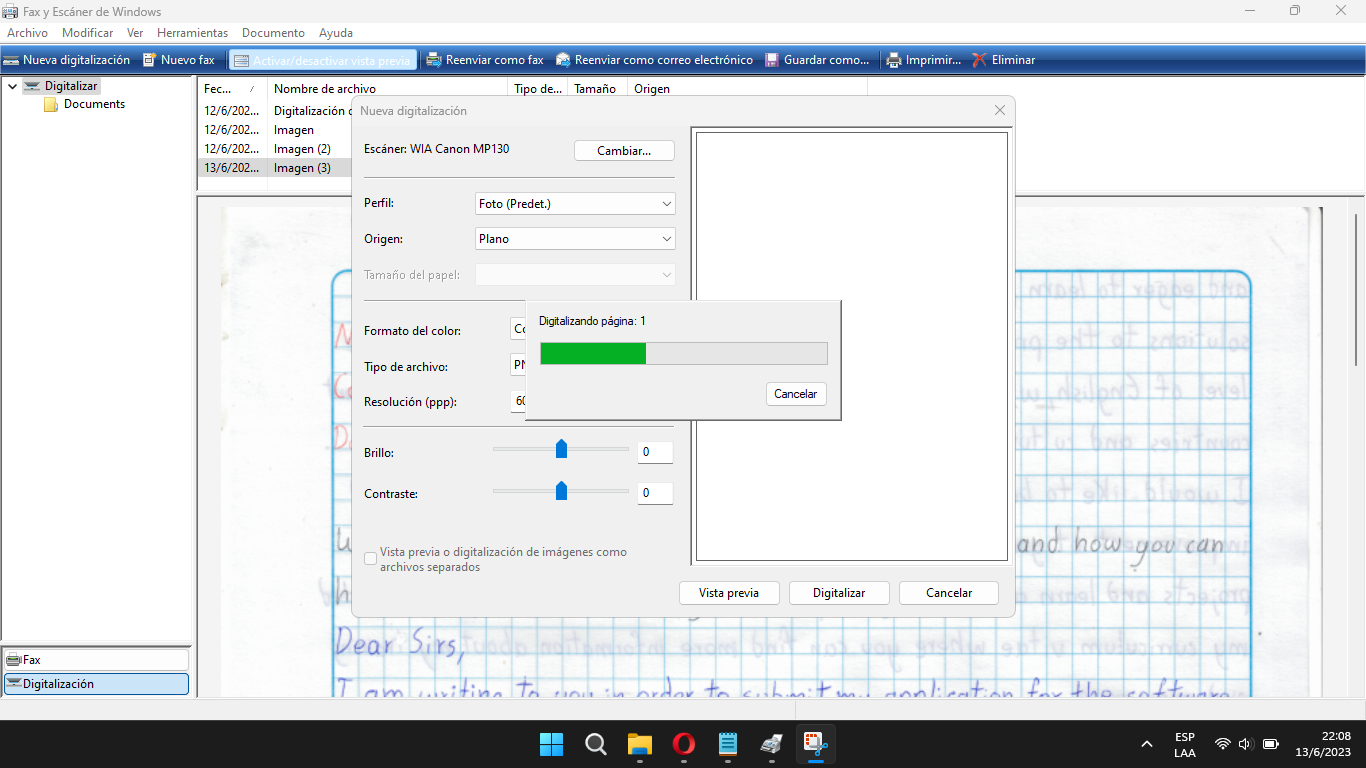 Fax y Escáner de Windows
Archivo Modificar Ver Herramientas Documento Ayuda
Nueva digitalización Nuevo fax Activar/desactivar vista previa Reenviar como fax Reenviar como correo electrónico Guardar como... Imprimir... Eliminar
Digitalizar
Documents
Fec... Nombre de archivo Tipo de... Tamaño Origen
12/6/202... Digitalización
12/6/202... Imagen
12/6/202... Imagen (2)
13/6/202... Imagen (3)
Nueva digitalización
Escáner: WIA Canon MP130 Cambiar...
Perfil: Foto (Predet.)
Origen: Plano
Tamaño del papel:
Formato del color: Co
Tipo de archivo: PN
Resolución (ppp): 60
Digitalizando página: 1
Cancelar
Brillo: 0
Contraste: 0
Vista previa o digitalización de imágenes como
archivos separados
Vista previa Digitalizar Cancelar
and eager to learn
solutions to the
level of English
countries and
I would like to
and how you can
projects and learn
my curriculum vitae where you can find more information about
Dear Sirs,
I am writing to you in order to submit my application for the software
Fax
Digitalización
ESP
LAA
22:08
13/6/2023